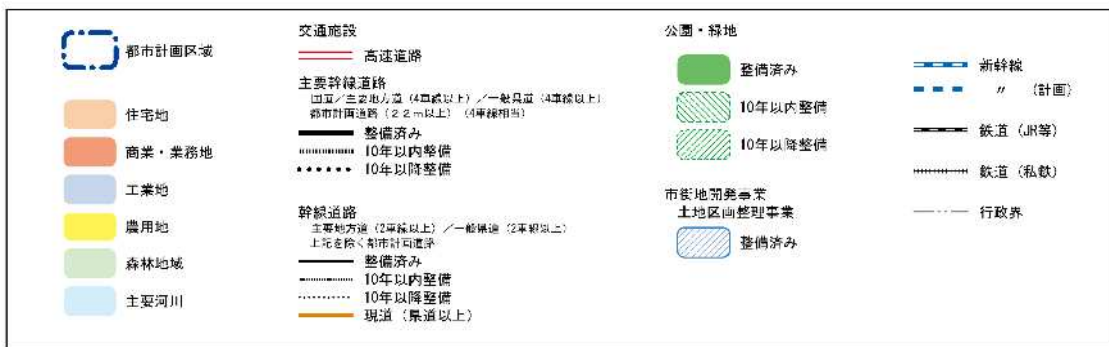 都市計画区域
住宅地
商業・業務地
工業地
農用地
森林地域
主要河川
交通施設
高速道路
主要幹線道路
国道／主要地方道（4車線以上）／一般県道（4車線以上）
都市計画道路（22m以上）（4車線相当）
整備済み
10年以内整備
10年以降整備
幹線道路
主要地方道（2車線以上）／一般県道（2車線以上）
上記を除く都市計画道路
整備済み
10年以内整備
10年以降整備
現道（県道以上）
公園・緑地
整備済み
10年以内整備
10年以降整備
市街地開発事業
土地区画整理事業
整備済み
新幹線
〃（計画）
鉄道（JR等）
鉄道（私鉄）
行政界